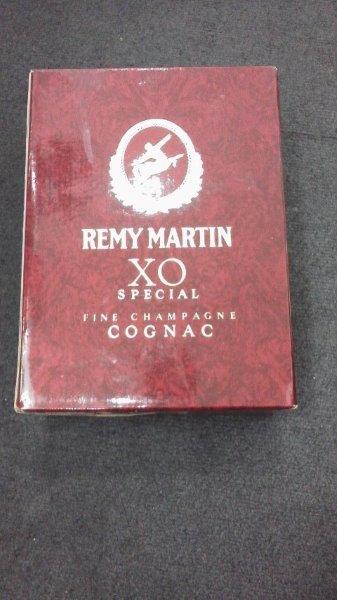 REMY MARTIN
XO
SPECIAL
FINE CHAMPAGNE
COGNAC